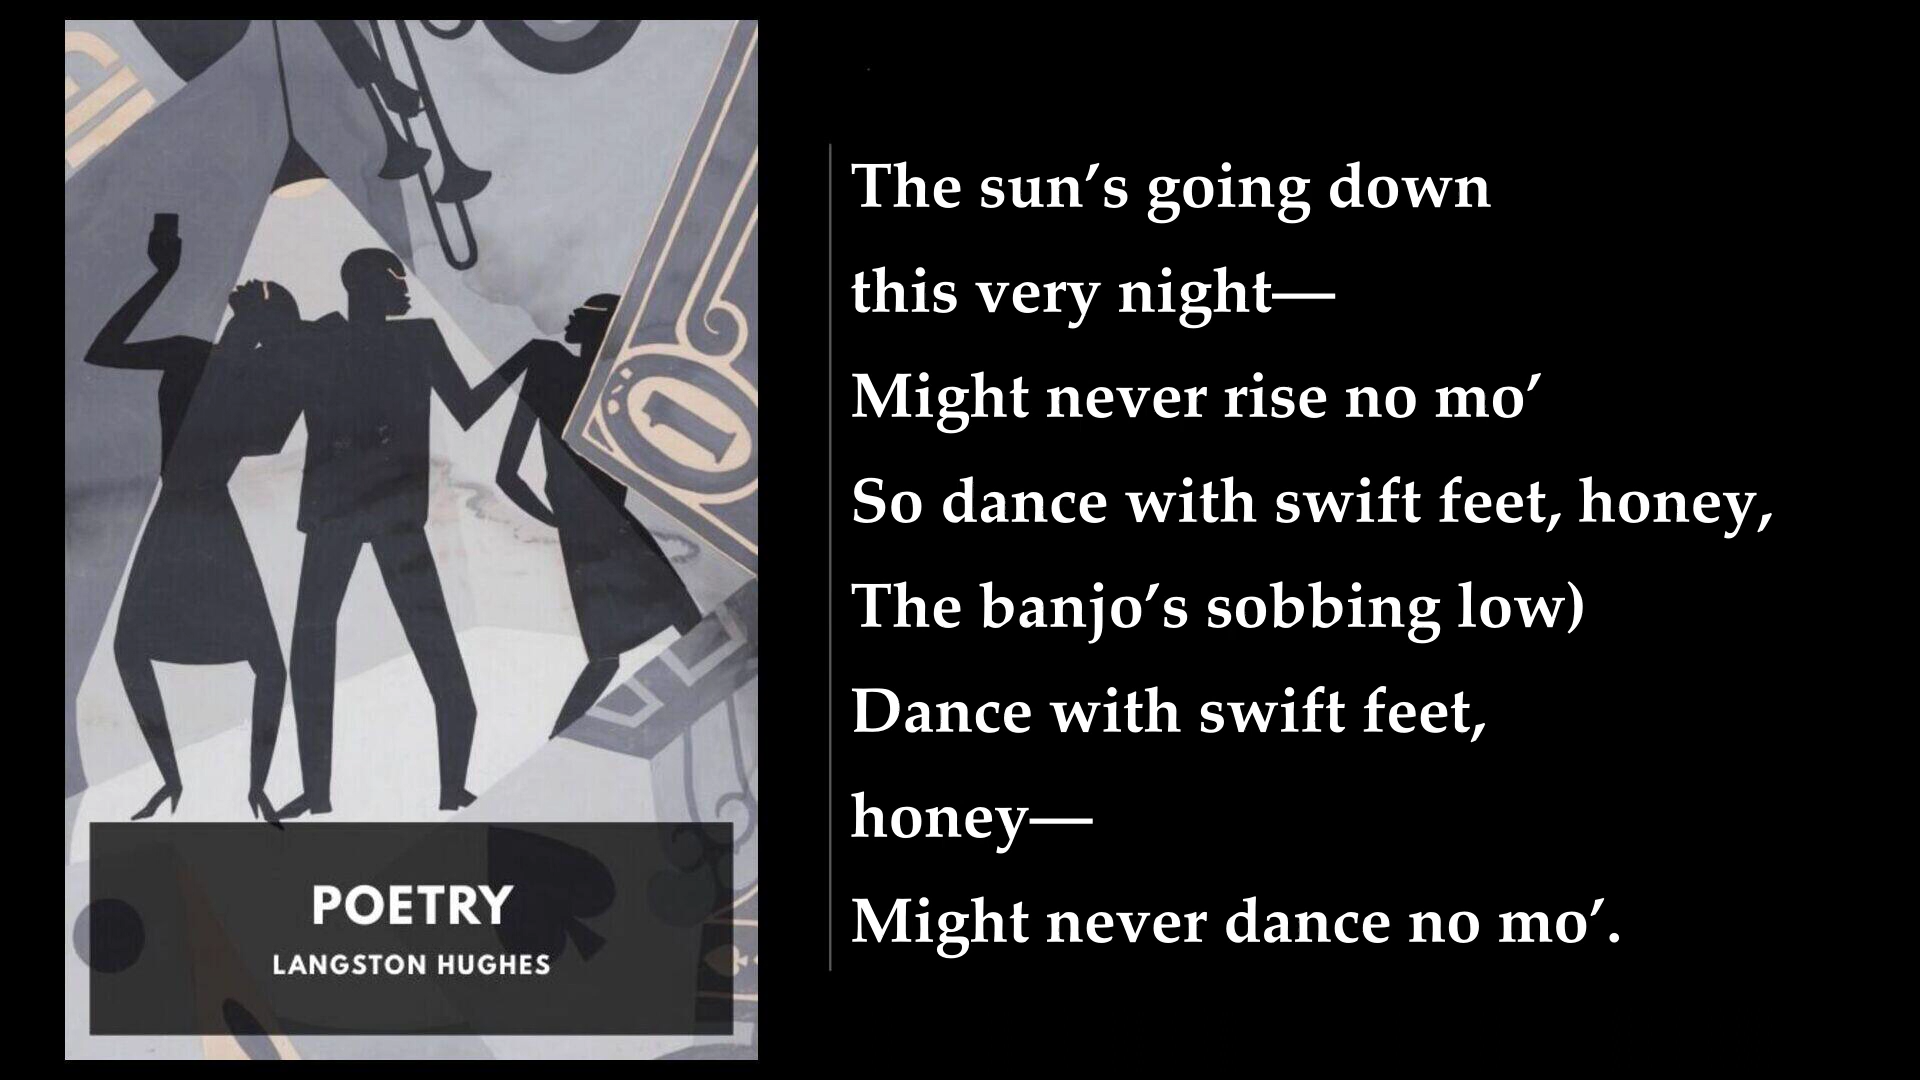 The sun’s going down
this very night—
Might never rise no mo’
So dance with swift feet, honey,
The banjo’s sobbing low)
Dance with swift feet,
honey—
Might never dance no mo’.
1
POETRY
LANGSTON HUGHES